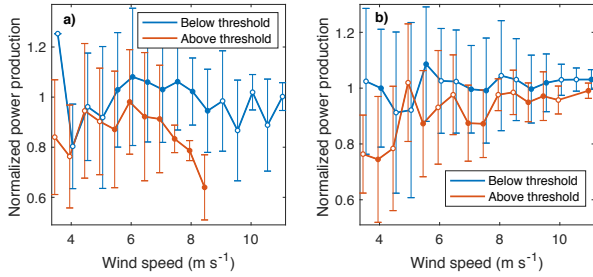 a)
Below threshold
Above threshold
Normalized power production
1.2
1
0.8
0.6
4
6
8
10
Wind speed (m s⁻¹)
b)
Normalized power production
1.2
1
0.8
0.6
Below threshold
Above threshold
4
6
8
10
Wind speed (m s⁻¹)